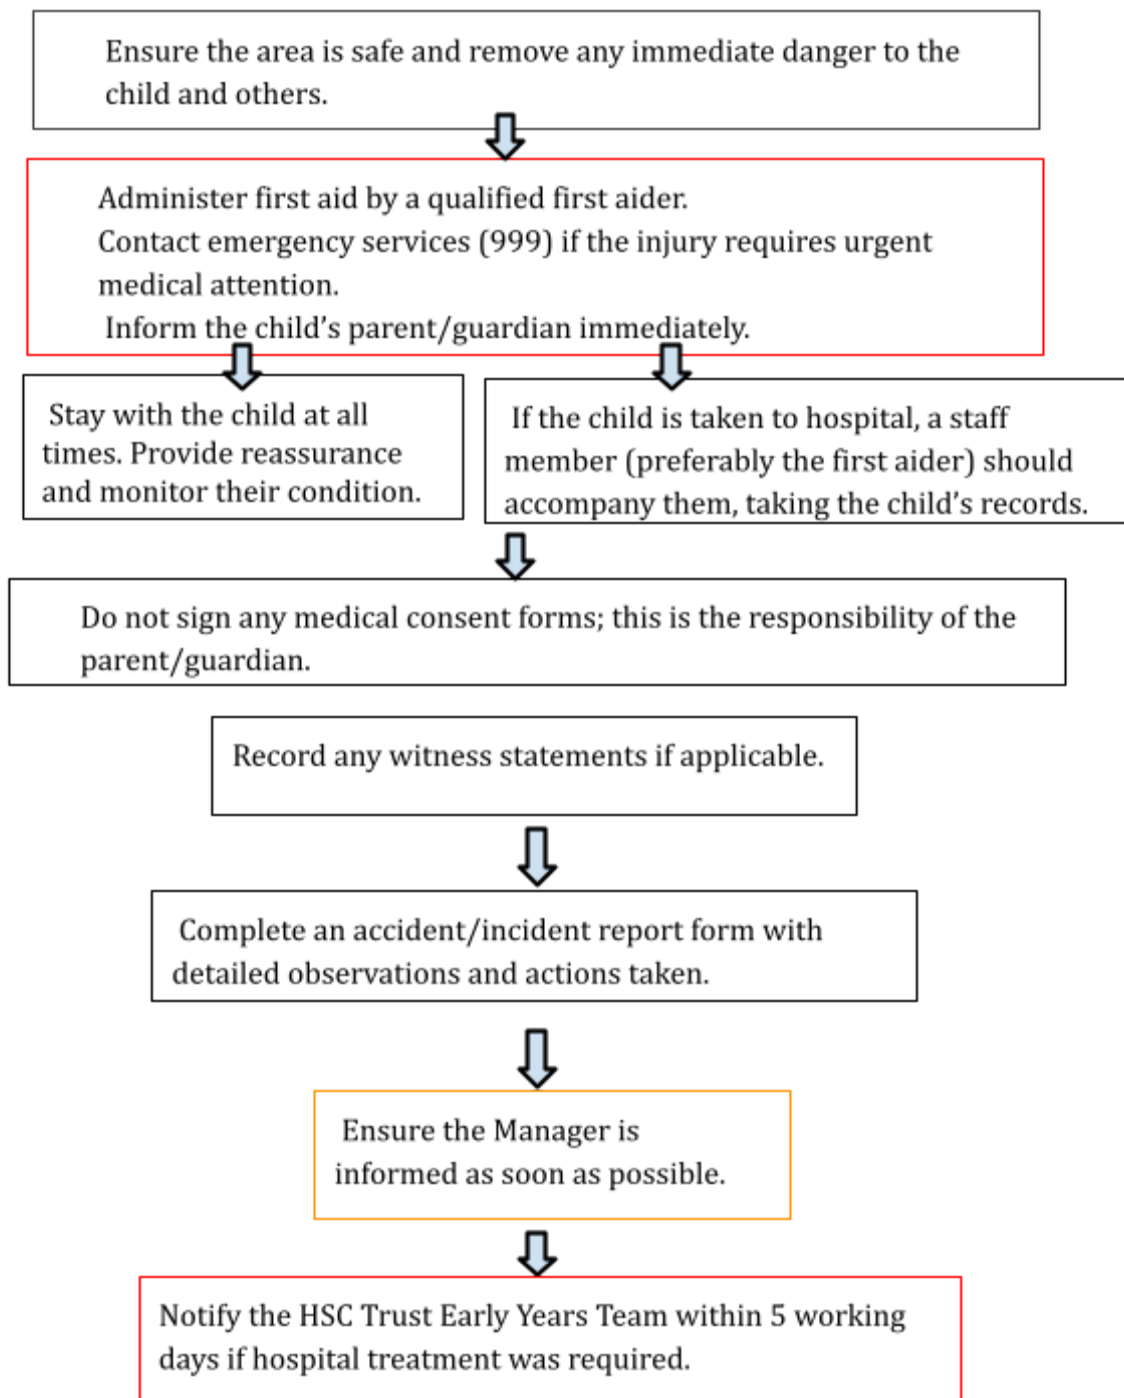 Ensure the area is safe and remove any immediate danger to the
child and others.
Administer first aid by a qualified first aider.
Contact emergency services (999) if the injury requires urgent
medical attention.
Inform the child’s parent/guardian immediately.
Stay with the child at all
times. Provide reassurance
and monitor their condition.
If the child is taken to hospital, a staff
member (preferably the first aider) should
accompany them, taking the child’s records.
Do not sign any medical consent forms; this is the responsibility of the
parent/guardian.
Record any witness statements if applicable.
Complete an accident/incident report form with
detailed observations and actions taken.
Ensure the Manager is
informed as soon as possible.
Notify the HSC Trust Early Years Team within 5 working
days if hospital treatment was required.